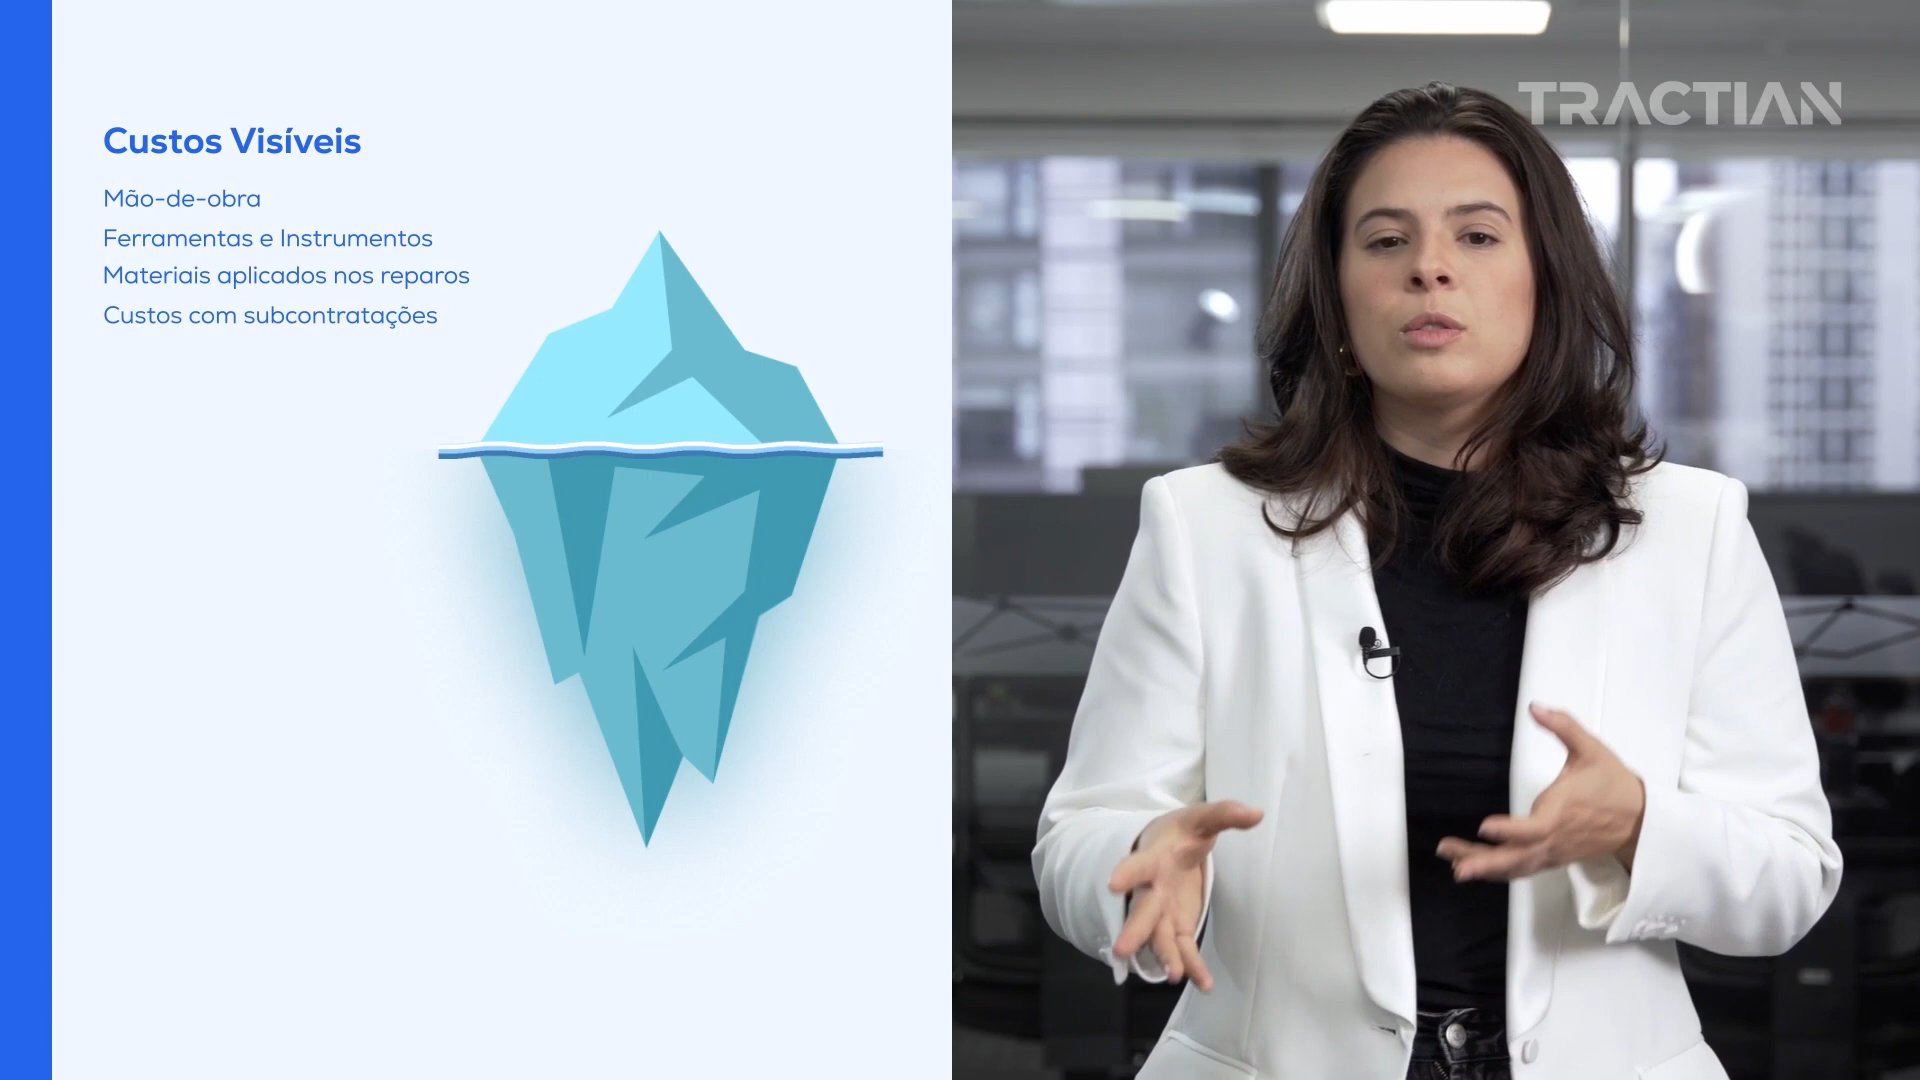 Custos Visíveis
Mão-de-obra
Ferramentas e Instrumentos
Materiais aplicados nos reparos
Custos com subcontratações
TRACTIAN